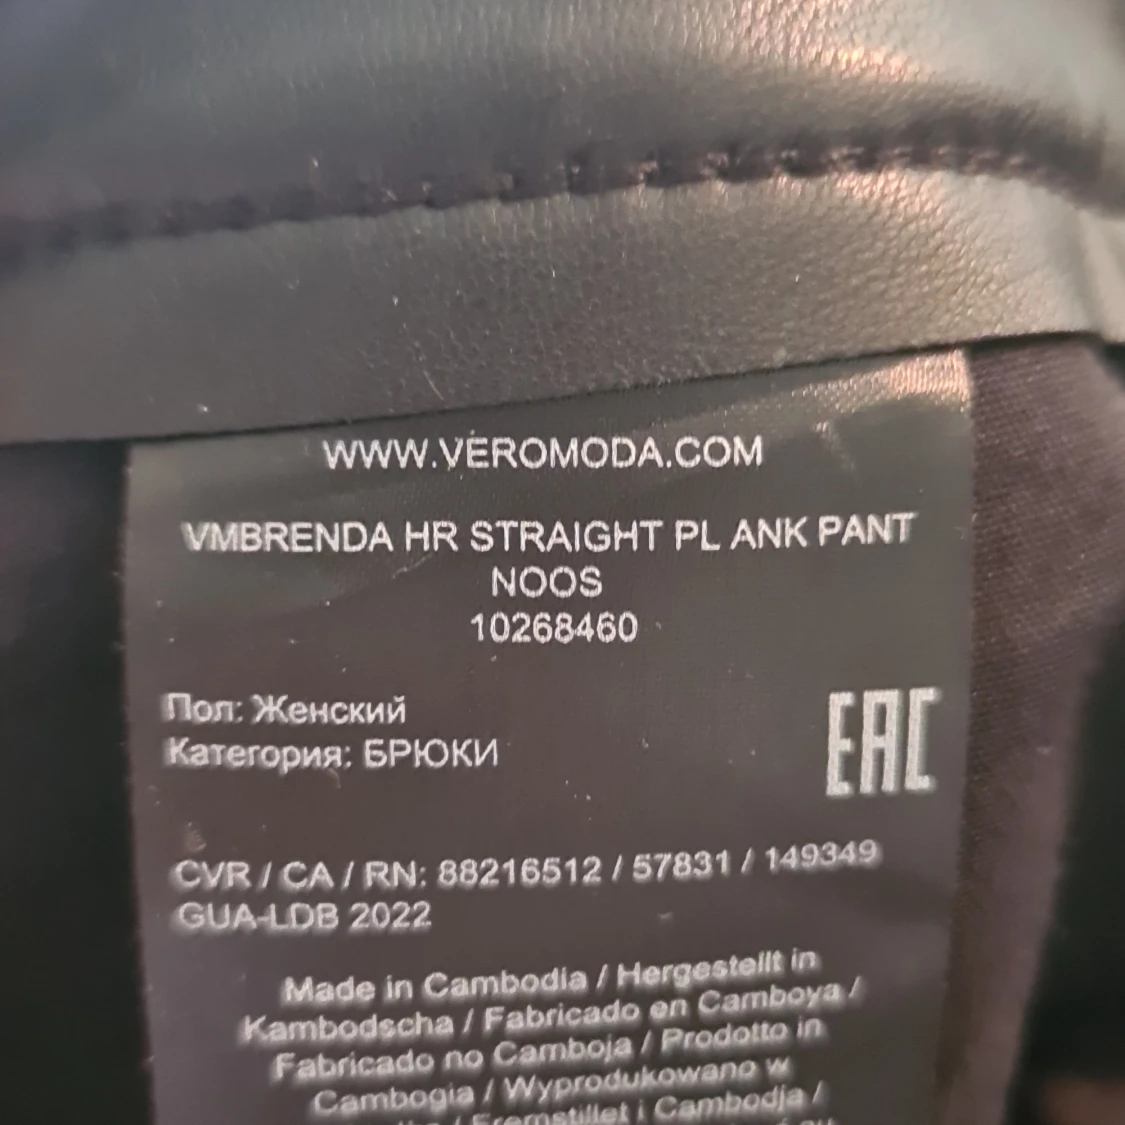 WWW.VEROMODA.COM
VMBRENDA HR STRAIGHT PL ANK PANT
NOOS
10268460
Пол: Женский
Категория: БРЮКИ
EAC
CVR / CA / RN: 88216512 / 57831 / 149349
GUA-LDB 2022
Made in Cambodia / Hergestellt in
Kambodscha / Fabricado en Camboya /
Fabricado no Camboja / Prodotto in
Cambogia / Wyprodukowano w
/ Fremstillet i Cambodja /